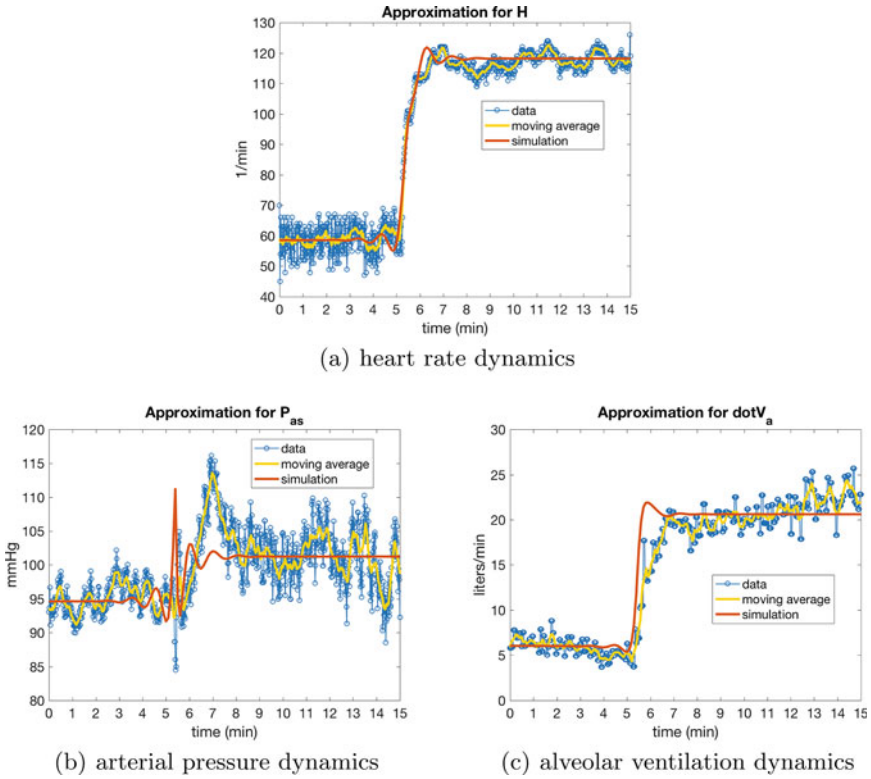 Approximation for H
130
120
110
100
90
80
70
60
50
40
1/min
data
moving average
simulation
0 1 2 3 4 5 6 7 8 9 10 11 12 13 14 15
time (min)
(a) heart rate dynamics
Approximation for P_as
120
115
110
105
100
95
90
85
80
mmHg
data
moving average
simulation
0 1 2 3 4 5 6 7 8 9 10 11 12 13 14 15
time (min)
(b) arterial pressure dynamics
Approximation for dotV_a
30
25
20
15
10
5
0
liters/min
data
moving average
simulation
0 1 2 3 4 5 6 7 8 9 10 11 12 13 14 15
time (min)
(c) alveolar ventilation dynamics